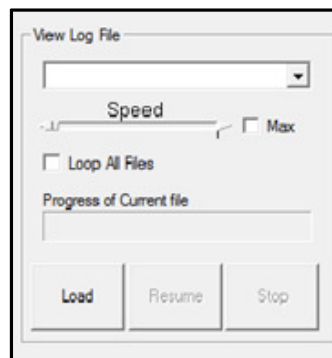 View Log File
Speed
Max
Loop All Files
Progress of Current file
Load Resume Stop